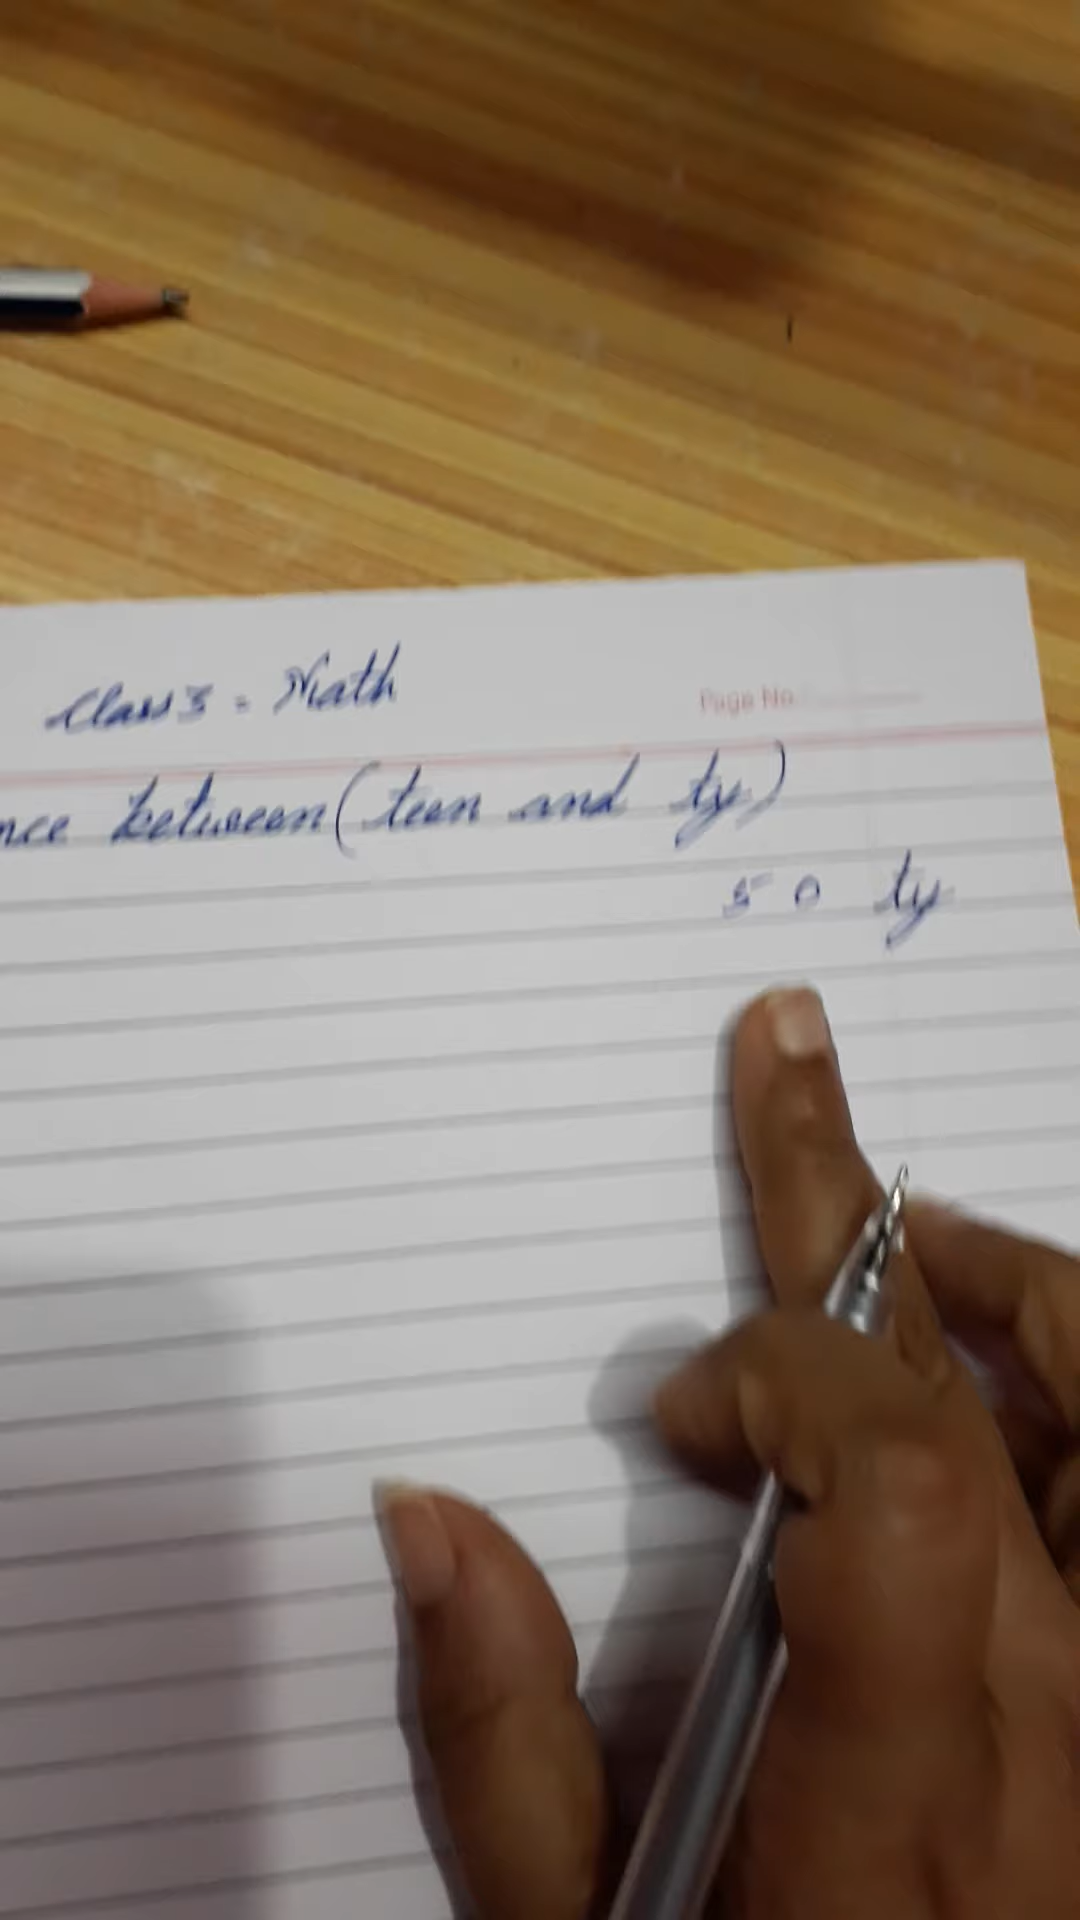 Class 3 = Math
Page No
nce between (teen and ty)
50 ty